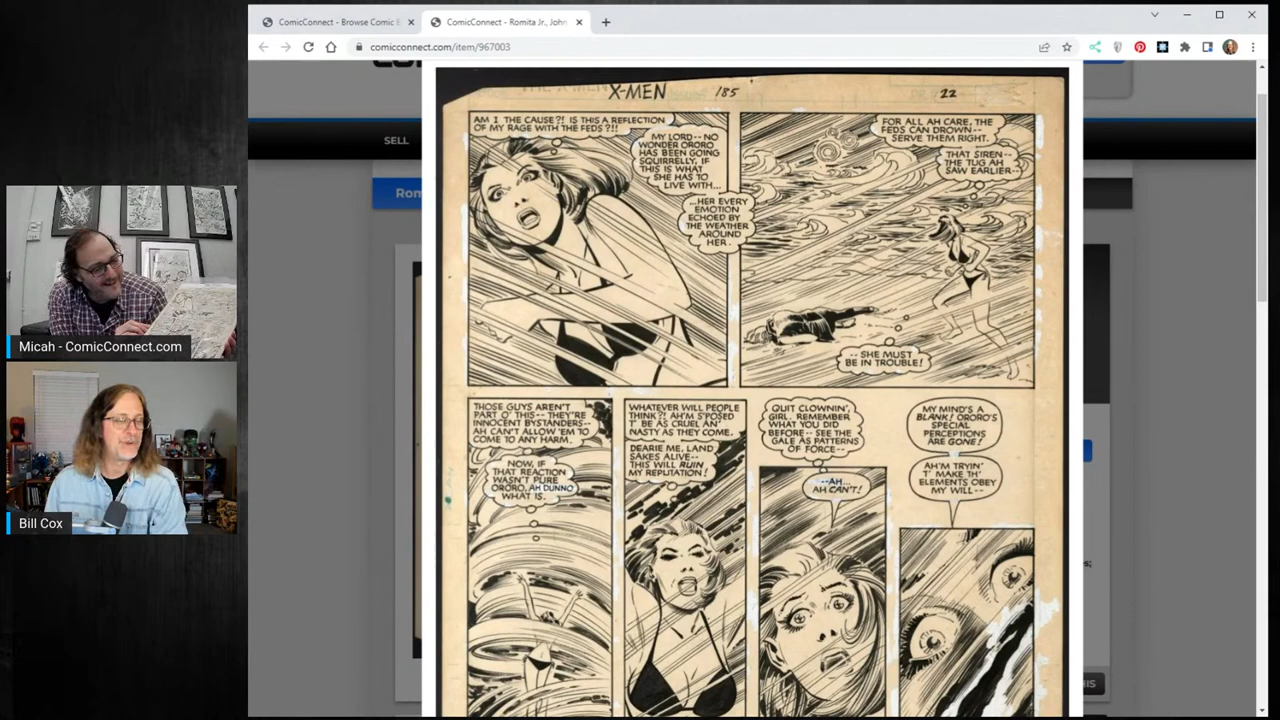 ComicConnect - Browse Comic
ComicConnect - Romita Jr., John
comicconnect.com/item/967003
SELL
X-MEN 185 22
AM I THE CAUSE?! IS THIS A REFLECTION
OF MY RAGE WITH THE FEDS?!!
MY LORD-- NO
WONDER ORORO
HAS BEEN GOING
SQUIRRELLY, IF
THIS IS WHAT
SHE HAS TO
LIVE WITH...
...HER EVERY
EMOTION
ECHOED BY
THE WEATHER
AROUND
HER.
FOR ALL AH CARE, THE
FEDS CAN DROWN--
SERVE THEM RIGHT.
THAT SIREN--
THE TUG AH
SAW EARLIER--
-- SHE MUST
BE IN TROUBLE!
THOSE GUYS AREN'T
PART O' THIS-- THEY'RE
INNOCENT BYSTANDERS--
AH CAN'T ALLOW 'EM TO
COME TO ANY HARM.
NOW, IF
THAT REACTION
WASN'T PURE
ORORO, AH DUNNO
WHAT IS.
WHATEVER WILL PEOPLE
THINK?! AH'M S'POSED
T' BE AS CRUEL AN'
NASTY AS THEY COME.
DEARIE ME, LAND
SAKES ALIVE--
THIS WILL RUIN
MY REPUTATION!
QUIT CLOWNIN',
GIRL. REMEMBER
WHAT YOU DID
BEFORE-- SEE THE
GALE AS PATTERNS
OF FORCE--
--AH...
AH CAN'T!
MY MIND'S A
BLANK! ORORO'S
SPECIAL
PERCEPTIONS
ARE GONE!
AH'M TRYIN'
T' MAKE TH'
ELEMENTS OBEY
MY WILL--
Micah - ComicConnect.com
Bill Cox